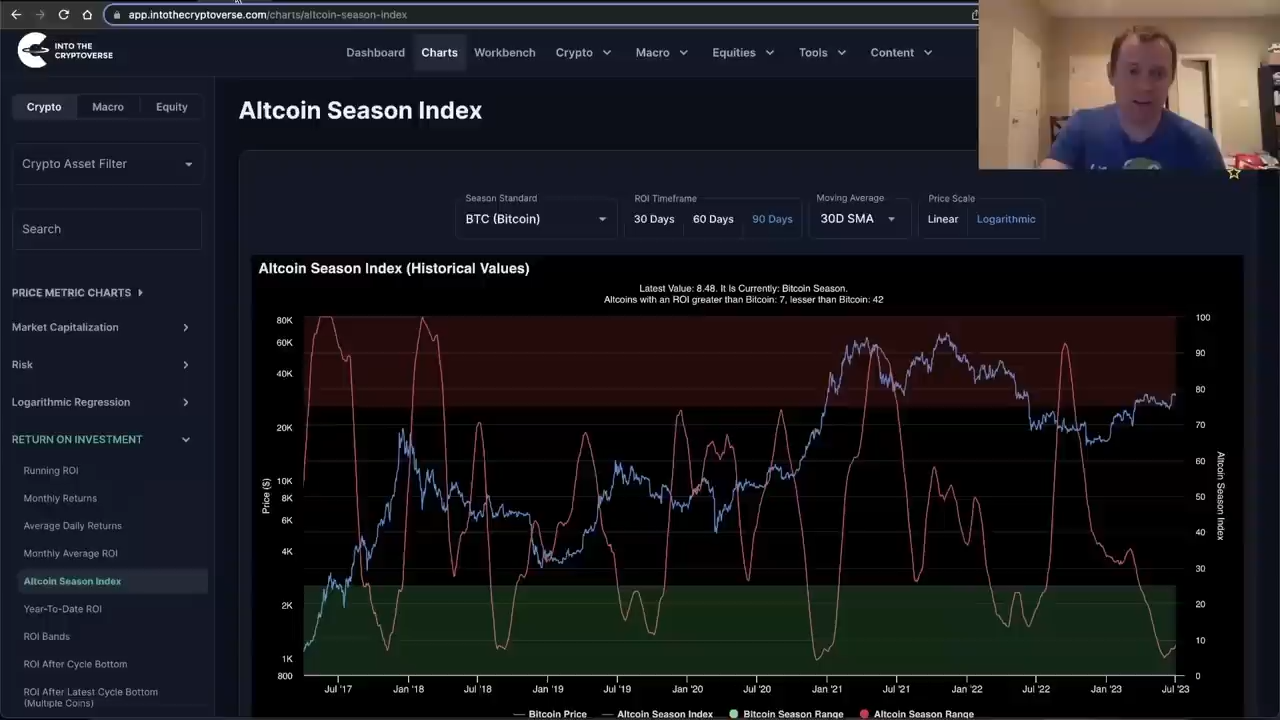 app.intothecryptoverse.com/charts/altcoin-season-index
INTO THE
CRYPTOVERSE
Dashboard
Charts
Workbench
Crypto
Macro
Equities
Tools
Content
Crypto
Macro
Equity
Crypto Asset Filter
Search
PRICE METRIC CHARTS
Market Capitalization
Risk
Logarithmic Regression
RETURN ON INVESTMENT
Running ROI
Monthly Returns
Average Daily Returns
Monthly Average ROI
Altcoin Season Index
Year-To-Date ROI
ROI Bands
ROI After Cycle Bottom
ROI After Latest Cycle Bottom
(Multiple Coins)
Altcoin Season Index
Season Standard
BTC (Bitcoin)
ROI Timeframe
30 Days
60 Days
90 Days
Moving Average
30D SMA
Price Scale
Linear
Logarithmic
Altcoin Season Index (Historical Values)
Latest Value: 8.48. It Is Currently: Bitcoin Season.
Altcoins with an ROI greater than Bitcoin: 7, lesser than Bitcoin: 42
80K
60K
40K
20K
10K
8K
6K
4K
2K
1K
800
Price ($)
100
90
80
70
60
50
40
30
20
10
0
Altcoin Season Index
Jul '17
Jan '18
Jul '18
Jan '19
Jul '19
Jan '20
Jul '20
Jan '21
Jul '21
Jan '22
Jul '22
Jan '23
Jul '23
Bitcoin Price
Altcoin Season Index
Bitcoin Season Range
Altcoin Season Range